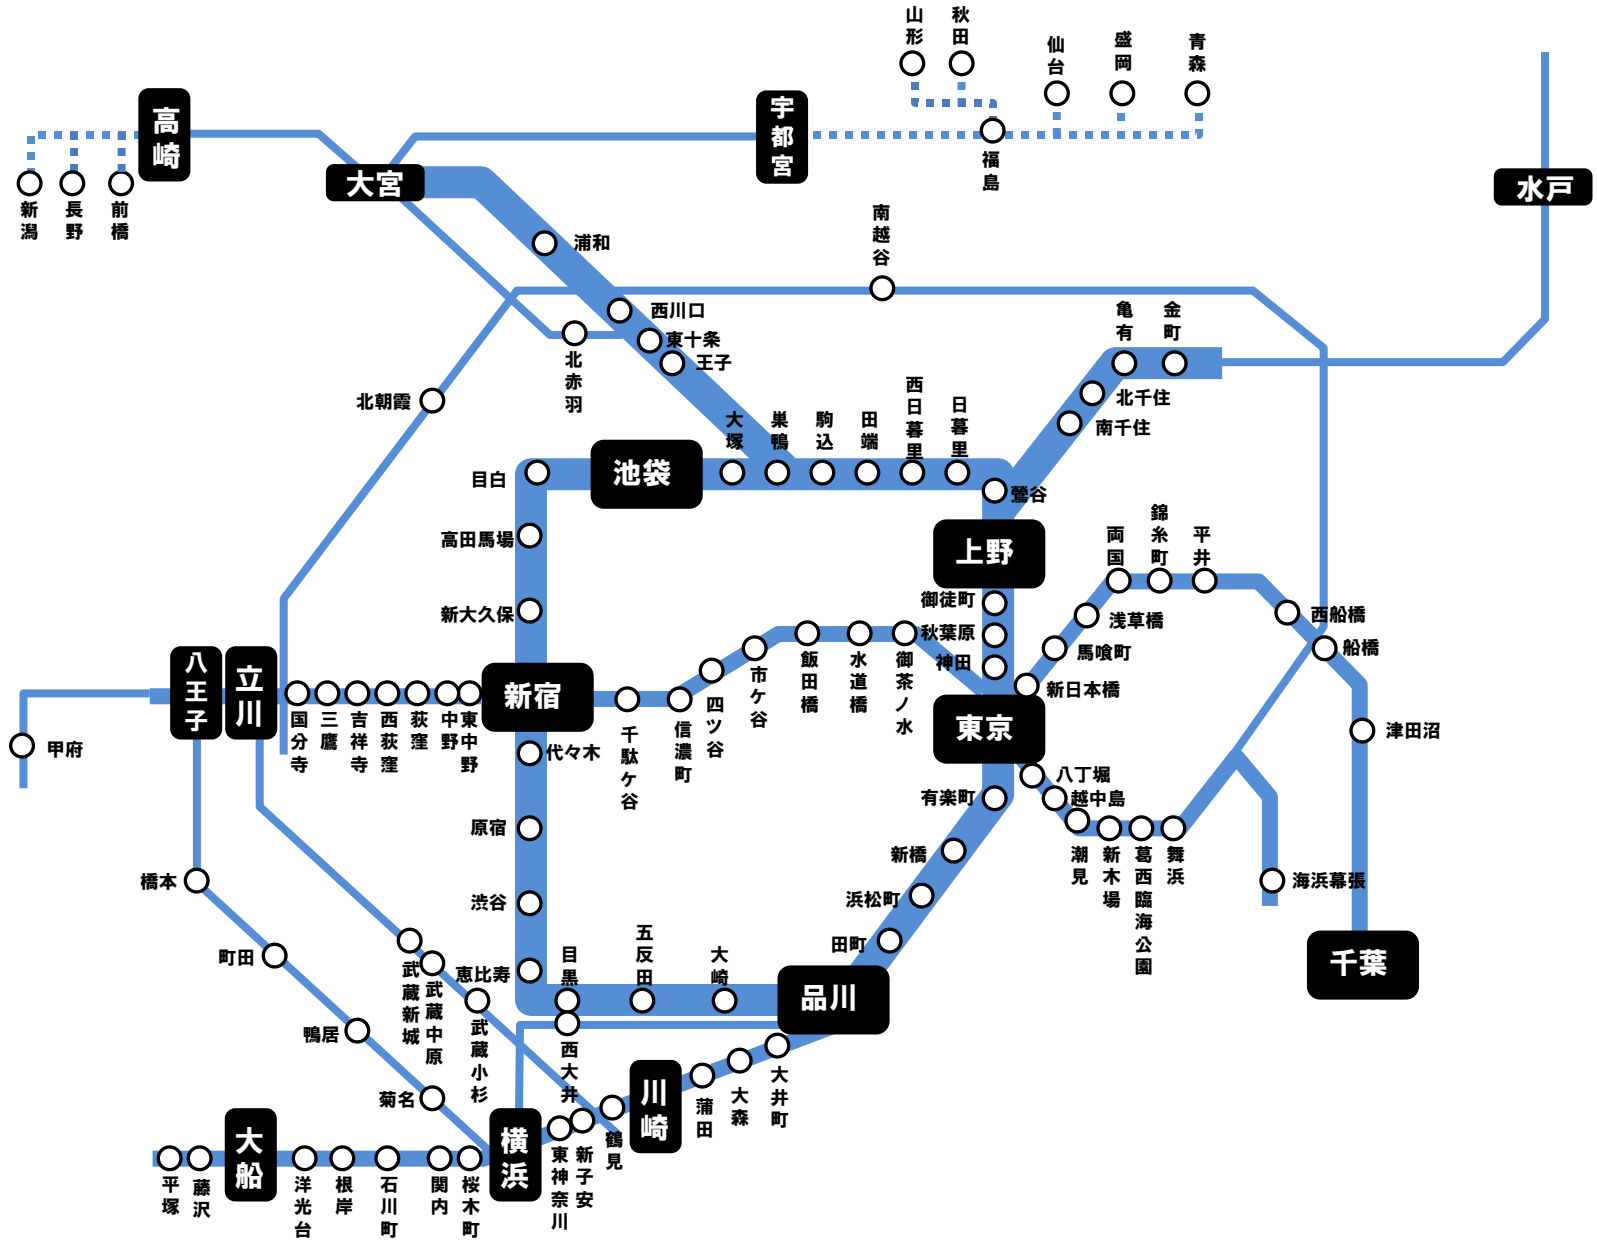 山形
秋田
仙台
盛岡
青森
高崎
宇都宮
福島
新潟
長野
前橋
大宮
水戸
南越谷
浦和
西川口
東十条
王子
北赤羽
亀有
金町
北朝霞
北千住
南千住
大塚
巣鴨
駒込
田端
西日暮里
日暮里
目白
池袋
鶯谷
高田馬場
上野
両国
錦糸町
平井
新大久保
御徒町
秋葉原
神田
浅草橋
馬喰町
新日本橋
西船橋
船橋
八王子
立川
国分寺
三鷹
吉祥寺
西荻窪
荻窪
中野
東中野
新宿
千駄ケ谷
信濃町
四ツ谷
市ケ谷
飯田橋
水道橋
御茶ノ水
東京
津田沼
甲府
代々木
八丁堀
越中島
有楽町
原宿
新橋
潮見
新木場
葛西臨海公園
舞浜
海浜幕張
橋本
渋谷
浜松町
田町
千葉
町田
武蔵新城
武蔵中原
恵比寿
目黒
五反田
大崎
品川
鴨居
武蔵小杉
西大井
川崎
蒲田
大森
大井町
菊名
大船
横浜
鶴見
平塚
藤沢
洋光台
根岸
石川町
関内
桜木町
東神奈川
新子安